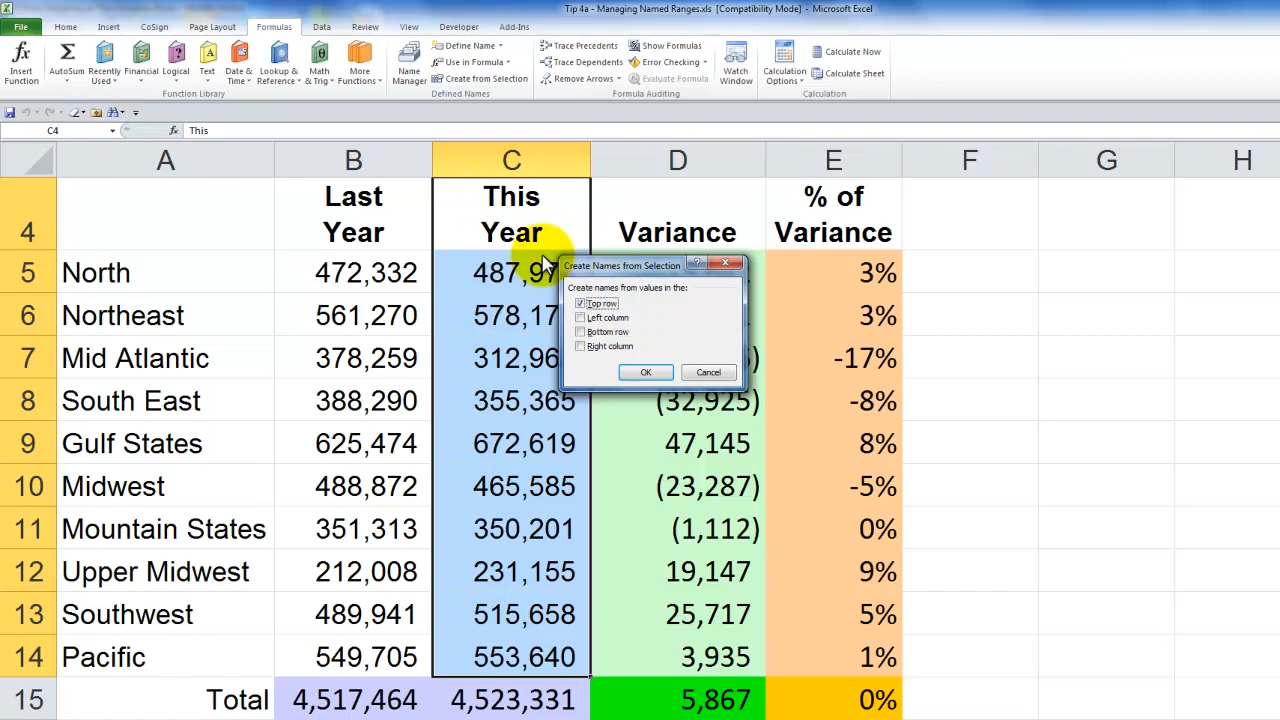 Tip 4a - Managing Named Ranges.xls [Compatibility Mode] - Microsoft Excel
File Home Insert CoSign Page Layout Formulas Data Review View Developer Add-Ins
Insert Function
AutoSum
Recently Used
Financial
Logical
Text
Date & Time
Lookup & Reference
Math & Trig
More Functions
Function Library
Name Manager
Define Name
Use in Formula
Create from Selection
Defined Names
Trace Precedents
Trace Dependents
Remove Arrows
Show Formulas
Error Checking
Evaluate Formula
Formula Auditing
Watch Window
Calculation Options
Calculate Now
Calculate Sheet
Calculation
C4 fx This
A B C D E F G H
4 Last Year This Year Variance % of Variance
5 North 472,332 3%
6 Northeast 561,270 3%
7 Mid Atlantic 378,259 -17%
8 South East 388,290 355,365 (32,925) -8%
9 Gulf States 625,474 672,619 47,145 8%
10 Midwest 488,872 465,585 (23,287) -5%
11 Mountain States 351,313 350,201 (1,112) 0%
12 Upper Midwest 212,008 231,155 19,147 9%
13 Southwest 489,941 515,658 25,717 5%
14 Pacific 549,705 553,640 3,935 1%
15 Total 4,517,464 4,523,331 5,867 0%
Create Names from Selection
Create names from values in the:
Top row
Left column
Bottom row
Right column
OK Cancel